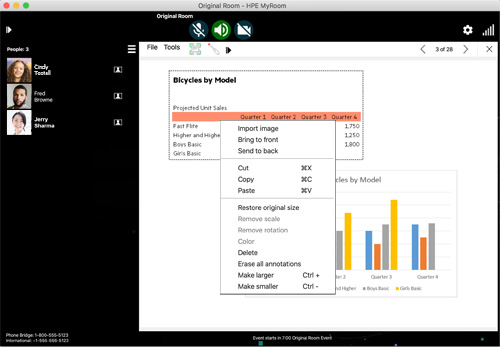 Original Room - HPE MyRoom
Original Room
People: 3
Cindy
Tootell
Fred
Browne
Jerry
Sharma
File Tools
3 of 28
Bicycles by Model
Projected Unit Sales
Quarter 1 Quarter 2 Quarter 3 Quarter 4
Fast Flite 1,750
Higher and Higher 1,250
Boys Basic 1,800
Girls Basic
Import image
Bring to front
Send to back
Cut ⌘X
Copy ⌘C
Paste ⌘V
Restore original size
Remove scale
Remove rotation
Color
Delete
Erase all annotations
Make larger Ctrl +
Make smaller Ctrl -
cycles by Model
r 2 Quarter 3 Quarter 4
nd Higher Boys Basic Girls Basic
Phone Bridge: 1-800-555-5123
International: +1-555-555-5122
Event starts in 7:00 Original Room Event